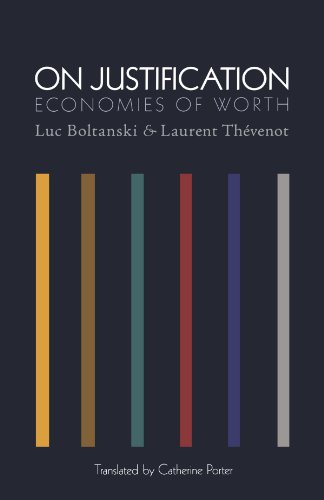 ON JUSTIFICATION
ECONOMIES OF WORTH
Luc Boltanski & Laurent Thévenot
Translated by Catherine Porter